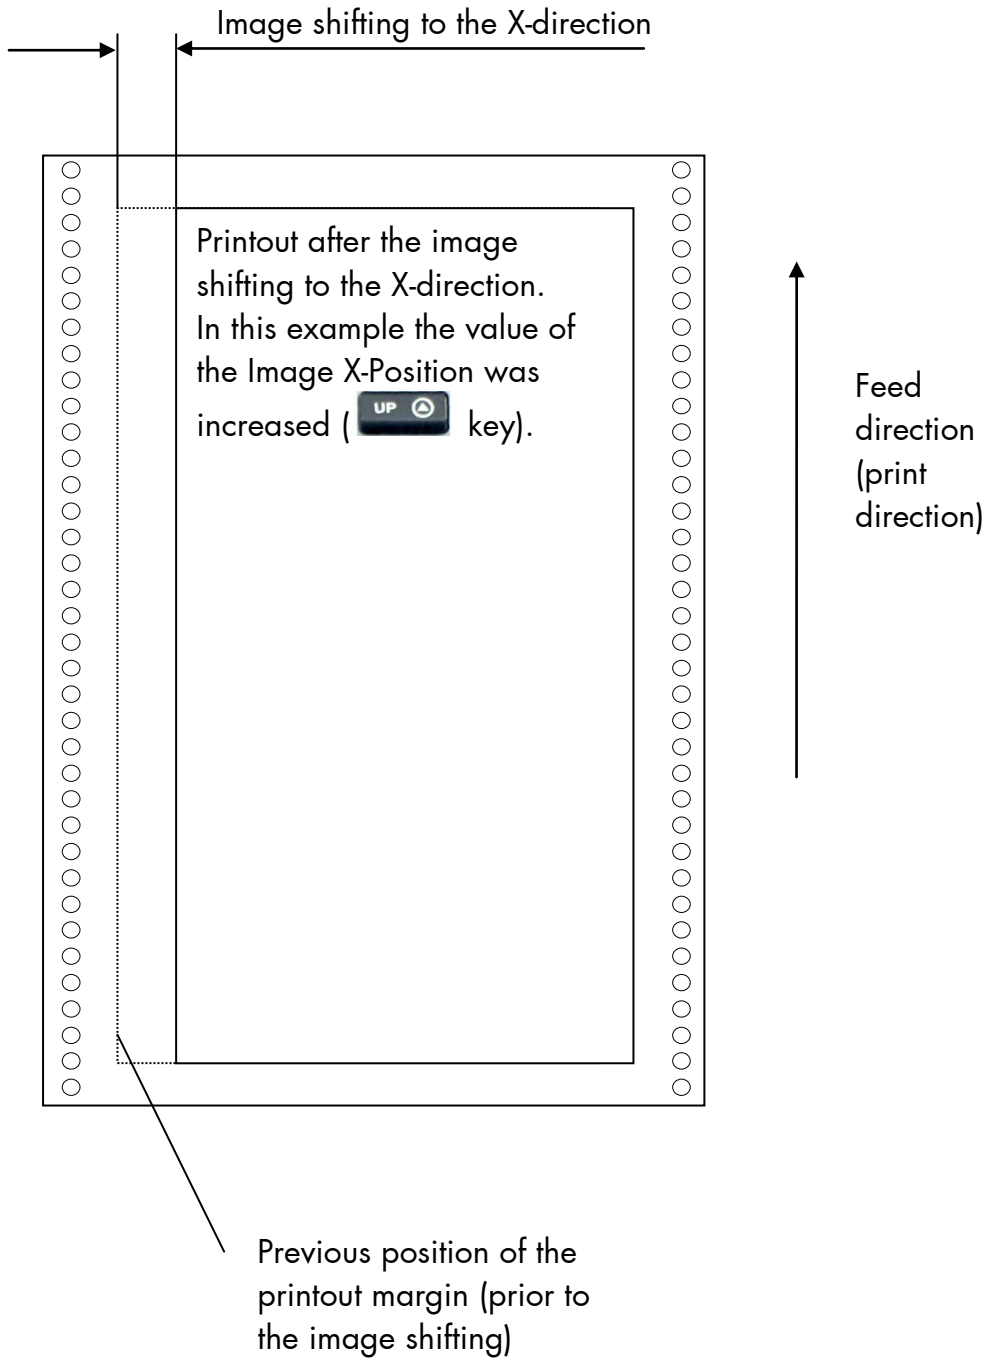 Image shifting to the X-direction
Printout after the image
shifting to the X-direction.
In this example the value of
the Image X-Position was
increased ( UP key).
Feed
direction
(print
direction)
Previous position of the
printout margin (prior to
the image shifting)